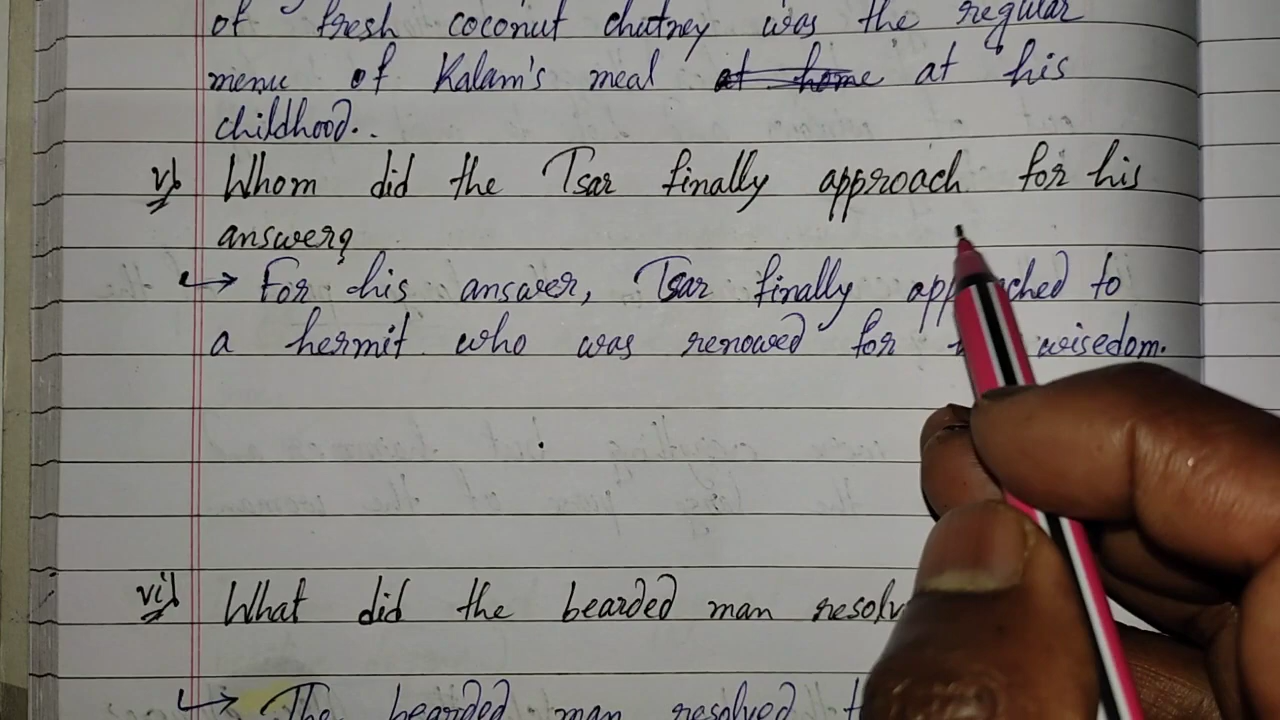 of fresh coconut chutney was the regular
menu of Kalam's meal at home at his
childhood..
v) Whom did the Tsar finally approach for his
answer?
↳ For his answer, Tsar finally to
a hermit who was renowed for wisedom.
vi) What did the bearded man
↳ The bearded man resolved